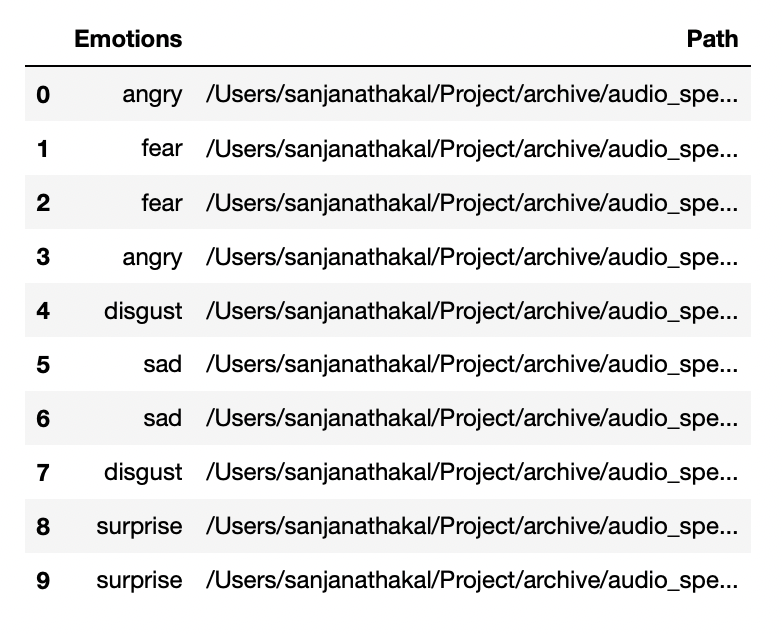 Emotions Path
0 angry /Users/sanjanathakal/Project/archive/audio_spe...
1 fear /Users/sanjanathakal/Project/archive/audio_spe...
2 fear /Users/sanjanathakal/Project/archive/audio_spe...
3 angry /Users/sanjanathakal/Project/archive/audio_spe...
4 disgust /Users/sanjanathakal/Project/archive/audio_spe...
5 sad /Users/sanjanathakal/Project/archive/audio_spe...
6 sad /Users/sanjanathakal/Project/archive/audio_spe...
7 disgust /Users/sanjanathakal/Project/archive/audio_spe...
8 surprise /Users/sanjanathakal/Project/archive/audio_spe...
9 surprise /Users/sanjanathakal/Project/archive/audio_spe...